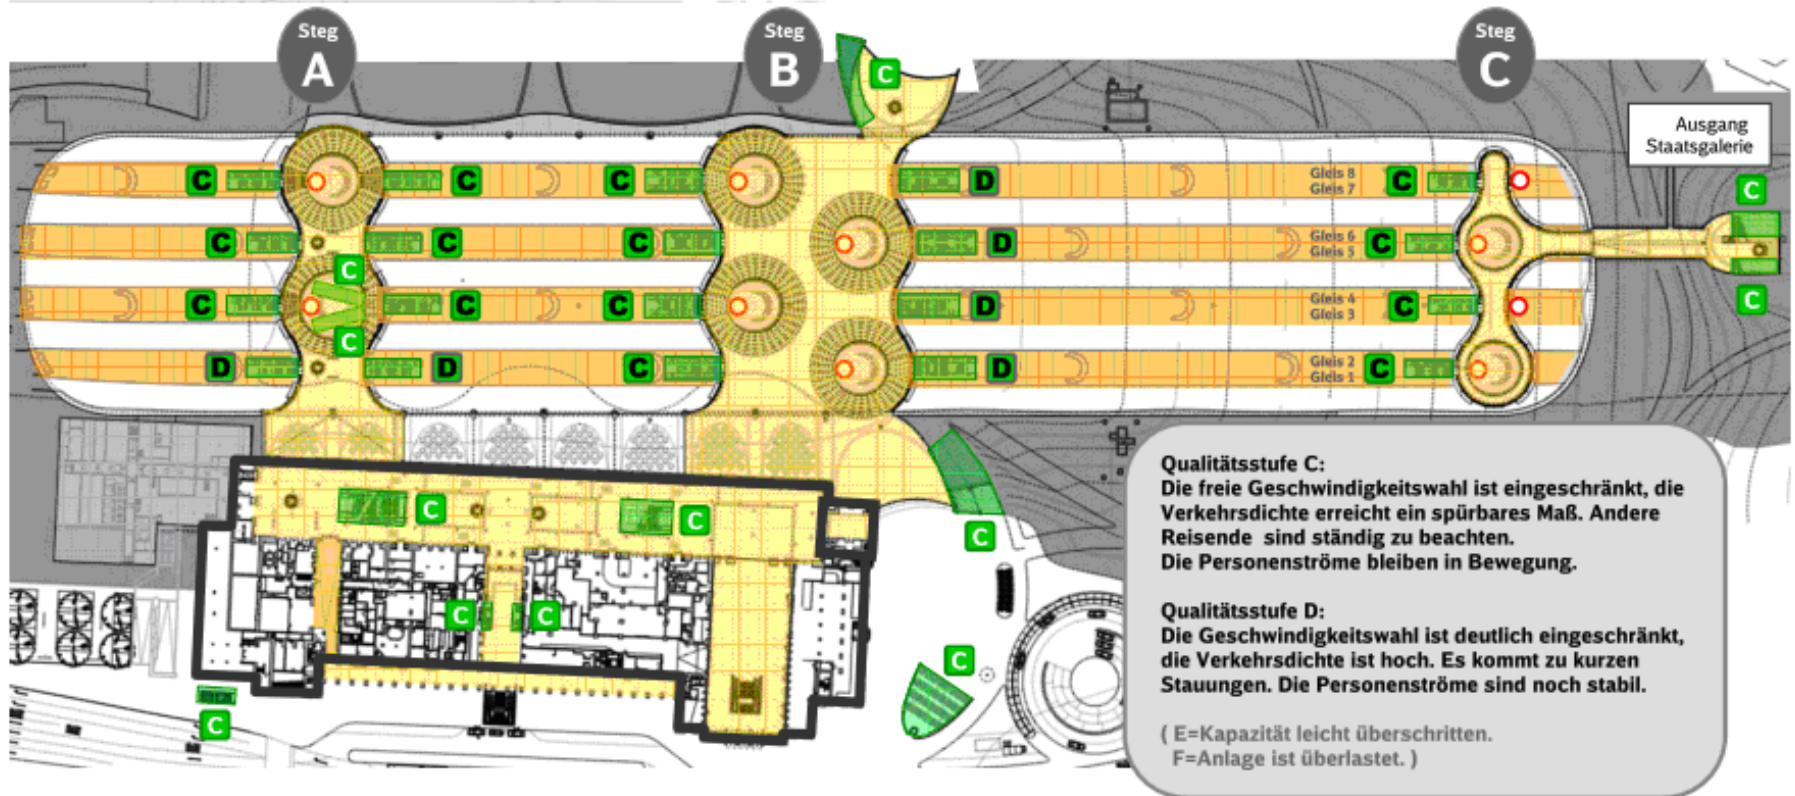 Steg
A
Steg
B
Steg
C
C
Ausgang
Staatsgalerie
C C C D Gleis 8 C
Gleis 7
C
C C C D Gleis 6 C
Gleis 5
C
C C C D Gleis 4 C
Gleis 3
C
C
D D C D Gleis 2 C
Gleis 1
C
C
C
C
C
C
C
Qualitätsstufe C:
Die freie Geschwindigkeitswahl ist eingeschränkt, die
Verkehrsdichte erreicht ein spürbares Maß. Andere
Reisende sind ständig zu beachten.
Die Personenströme bleiben in Bewegung.
Qualitätsstufe D:
Die Geschwindigkeitswahl ist deutlich eingeschränkt,
die Verkehrsdichte ist hoch. Es kommt zu kurzen
Stauungen. Die Personenströme sind noch stabil.
( E=Kapazität leicht überschritten.
F=Anlage ist überlastet. )